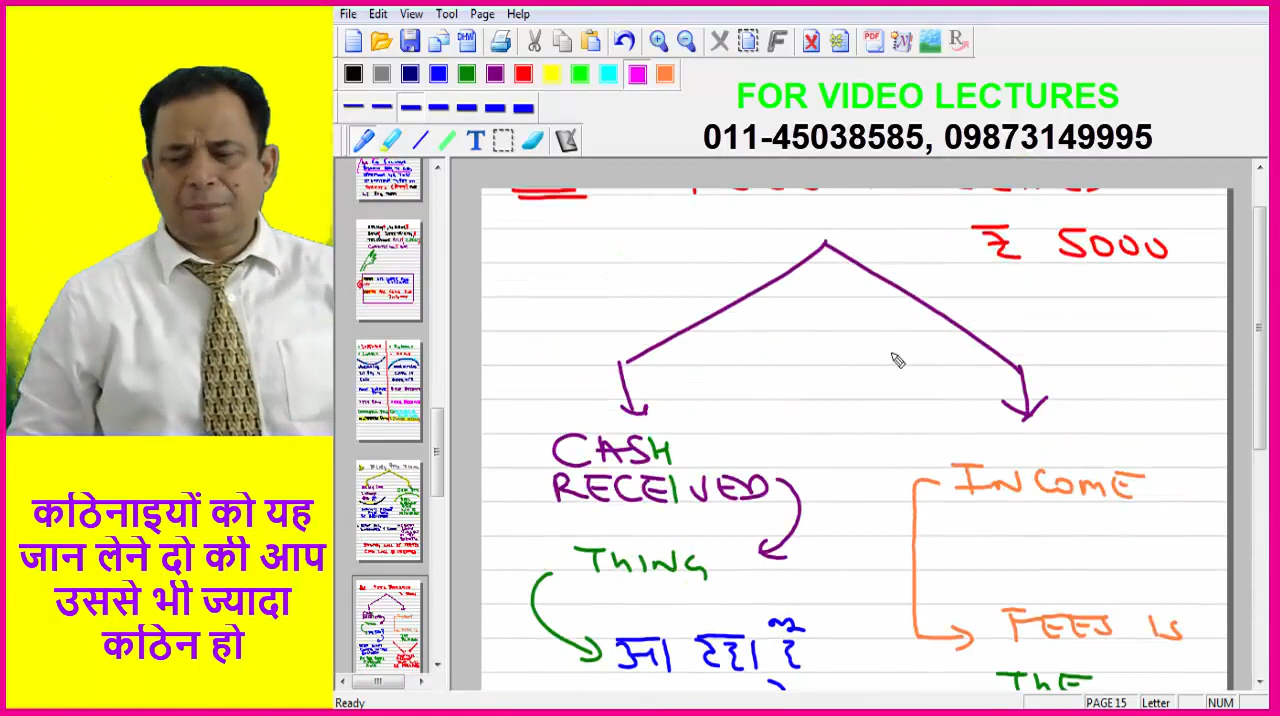 File Edit View Tool Page Help
FOR VIDEO LECTURES
011-45038585, 09873149995
₹ 5000
CASH
RECEIVED
INCOME
THING
FEES IS
THE
कठिनाइयों को यह
जान लेने दो की आप
उससे भी ज्यादा
कठिन हो
Ready PAGE 15 Letter NUM